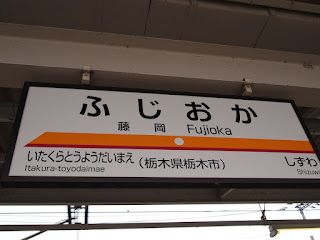 ふじおか
藤岡 Fujioka
いたくらとうようだいまえ (栃木県栃木市) しずわ
Itakura-toyodaimae Shizuwa